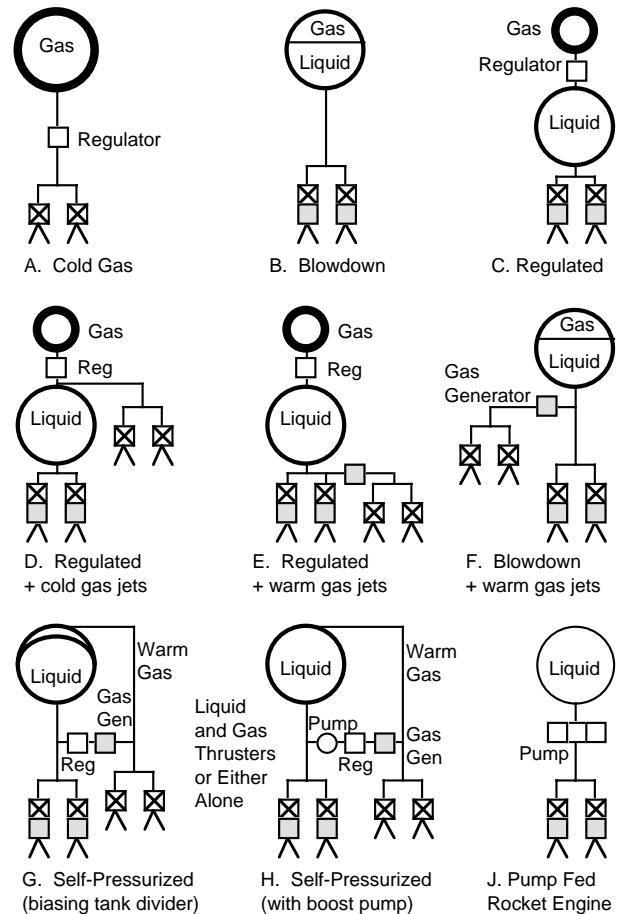 Gas
Regulator
A. Cold Gas
Gas
Liquid
B. Blowdown
Gas
Regulator
Liquid
C. Regulated
Gas
Reg
Liquid
D. Regulated
+ cold gas jets
Gas
Reg
Liquid
E. Regulated
+ warm gas jets
Gas
Liquid
Gas
Generator
F. Blowdown
+ warm gas jets
Liquid
Warm
Gas
Gas
Gen
Reg
G. Self-Pressurized
(biasing tank divider)
Liquid
Warm
Gas
Liquid
and Gas
Thrusters
or Either
Alone
Pump
Reg
Gas
Gen
H. Self-Pressurized
(with boost pump)
Liquid
Pump
J. Pump Fed
Rocket Engine